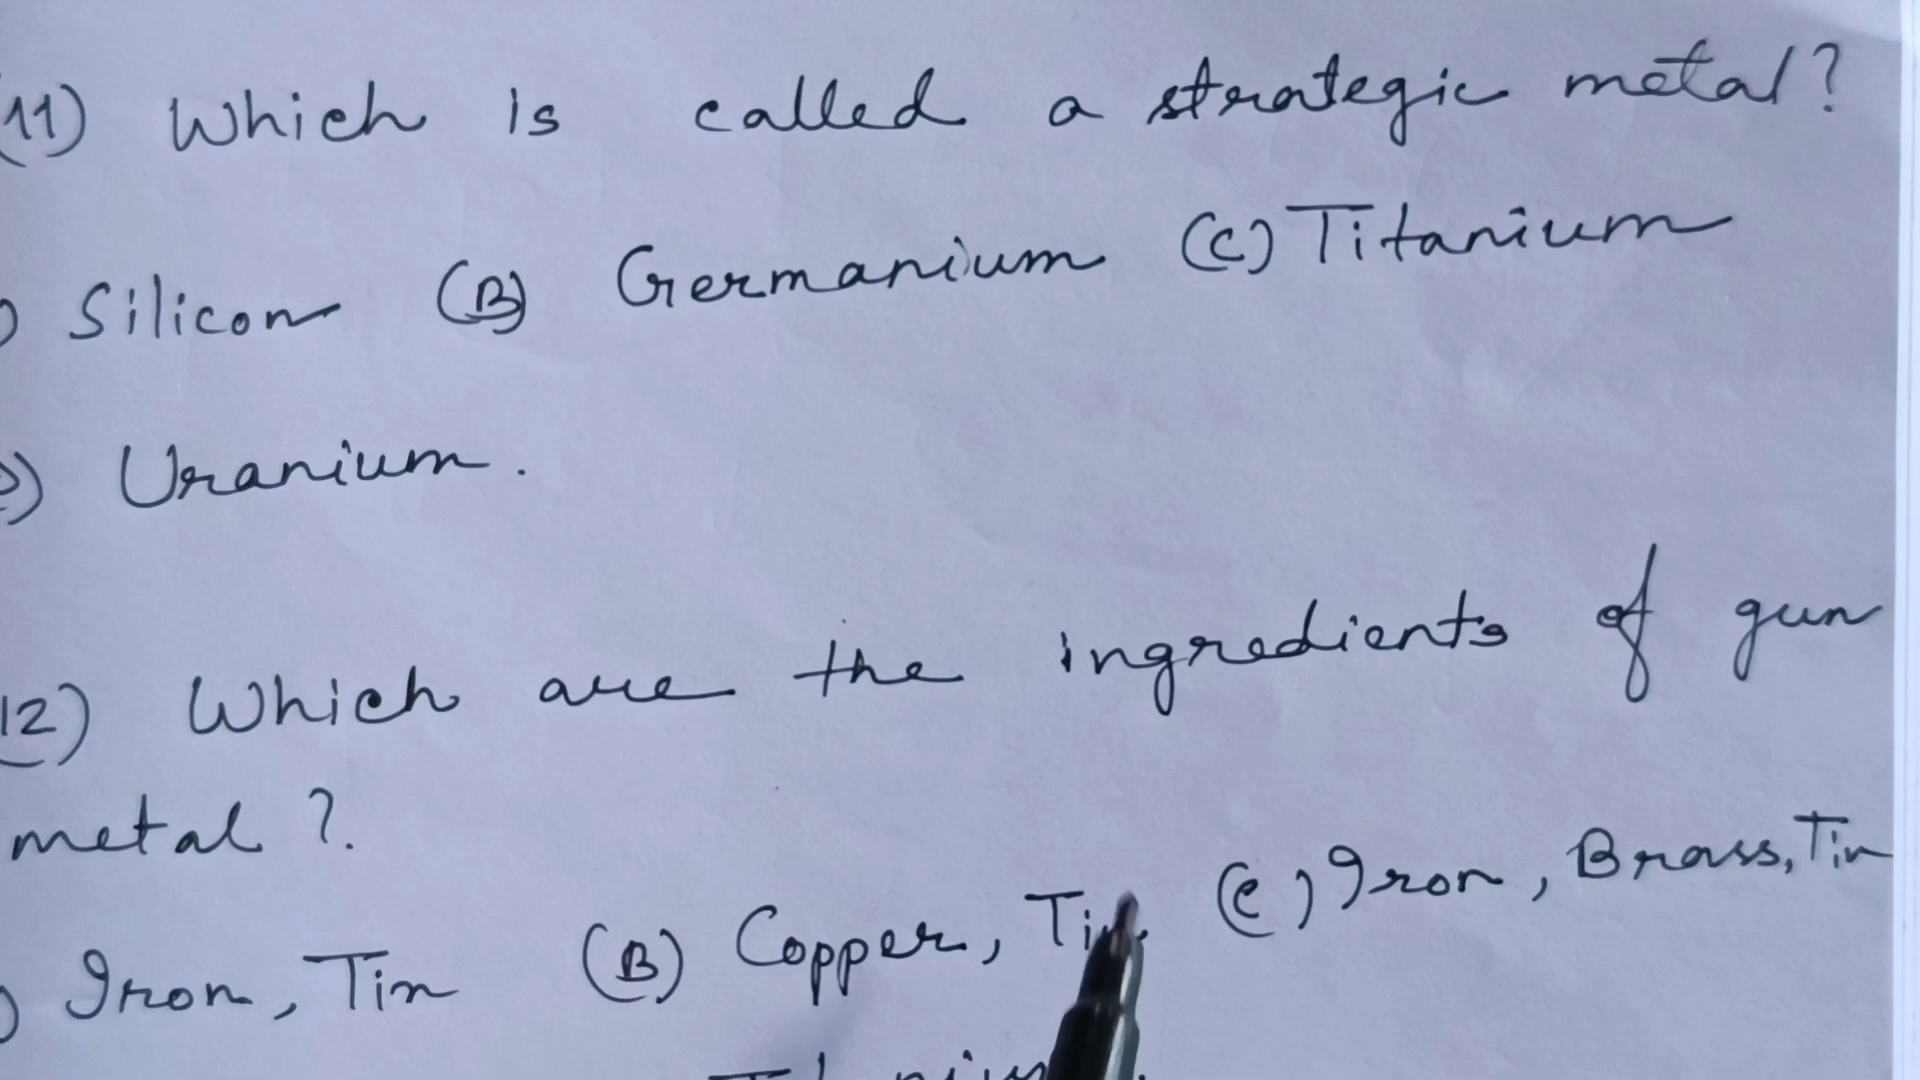 (11) Which is called a strategic metal?
) Silicon (B) Germanium (C) Titanium
) Uranium.
(12) Which are the ingredients of gun
metal?
) Iron, Tin (B) Copper, Tin (C) Iron, Brass, Tin